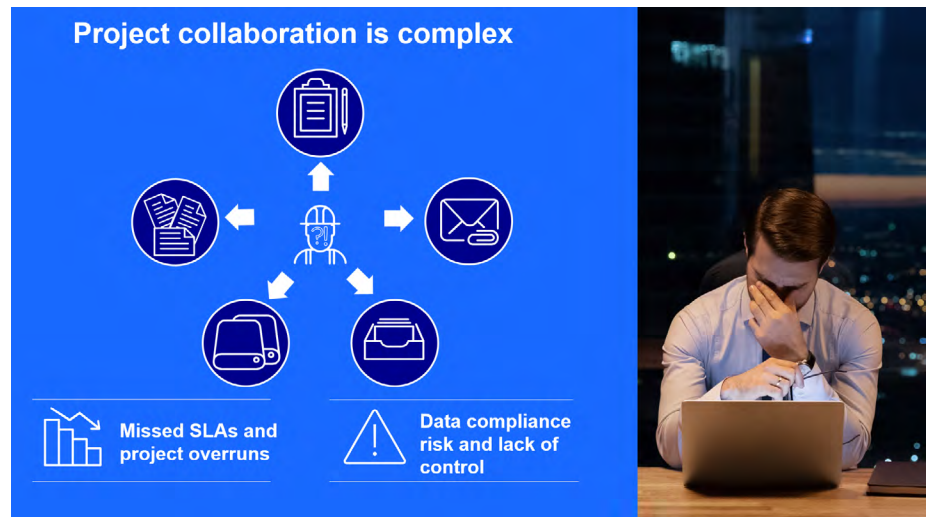 Project collaboration is complex
?!
Missed SLAs and
project overruns
Data compliance
risk and lack of
control